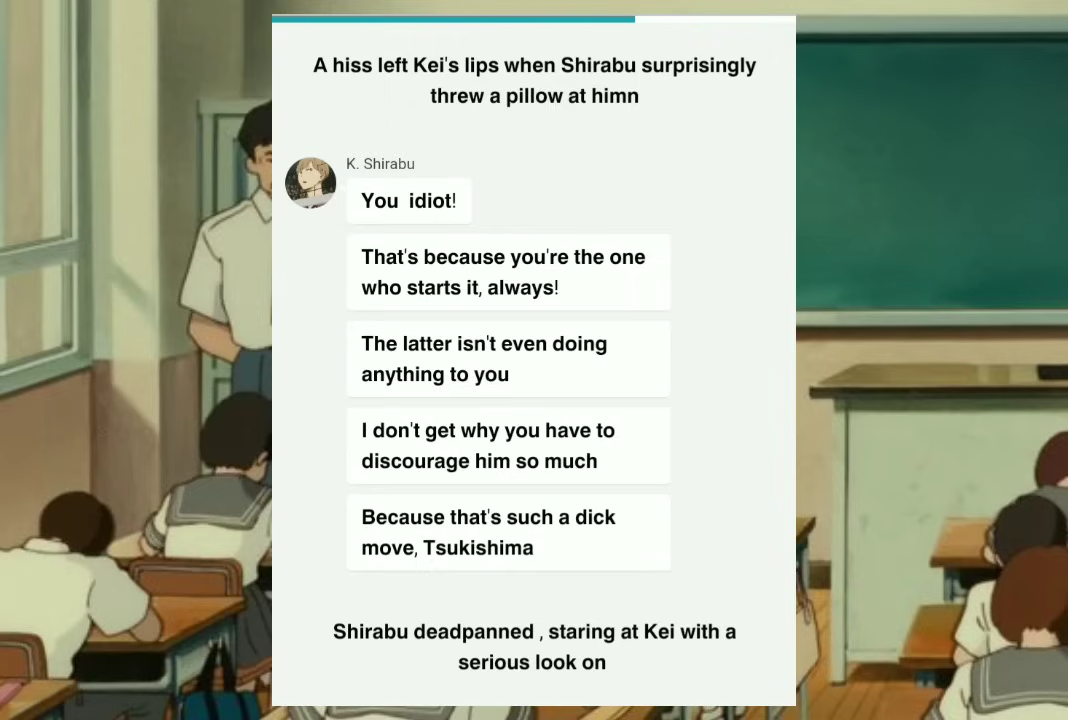 A hiss left Kei's lips when Shirabu surprisingly
threw a pillow at himn
K. Shirabu
You  idiot!
That's because you're the one
who starts it, always!
The latter isn't even doing
anything to you
I don't get why you have to
discourage him so much
Because that's such a dick
move, Tsukishima
Shirabu deadpanned , staring at Kei with a
serious look on